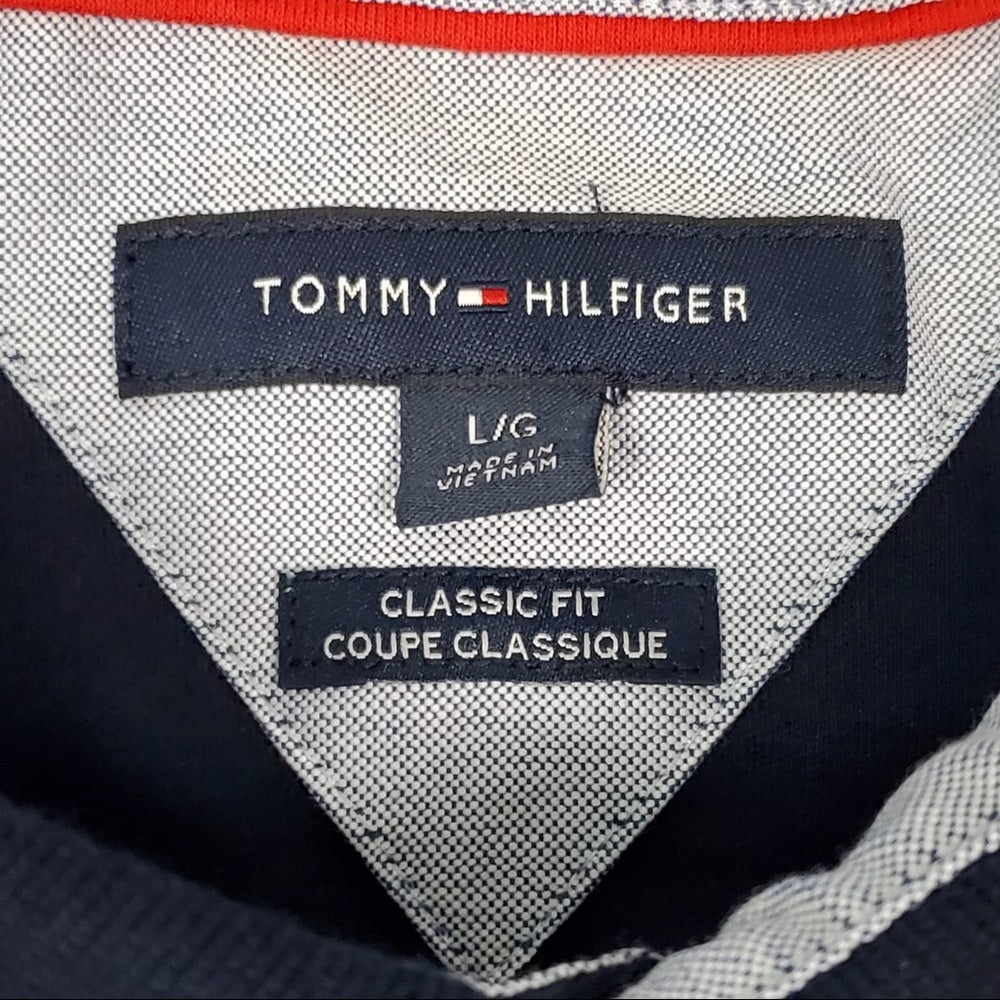 TOMMY HILFIGER
L/G
MADE IN
VIETNAM
CLASSIC FIT
COUPE CLASSIQUE